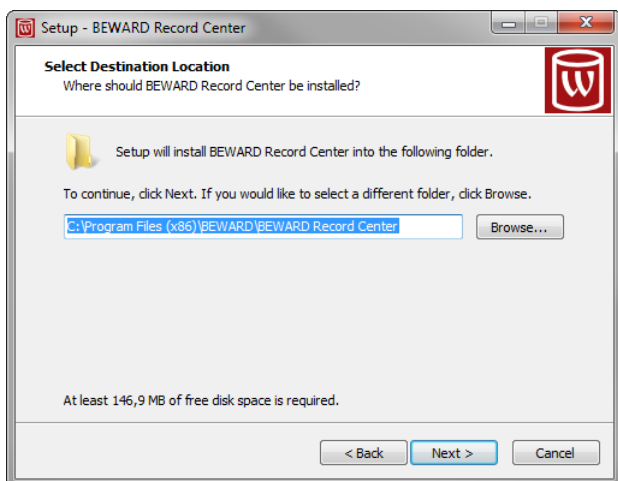 Setup - BEWARD Record Center
Select Destination Location
Where should BEWARD Record Center be installed?
W
Setup will install BEWARD Record Center into the following folder.
To continue, click Next. If you would like to select a different folder, click Browse.
C:\Program Files (x86)\BEWARD\BEWARD Record Center
Browse...
At least 146,9 MB of free disk space is required.
< Back
Next >
Cancel